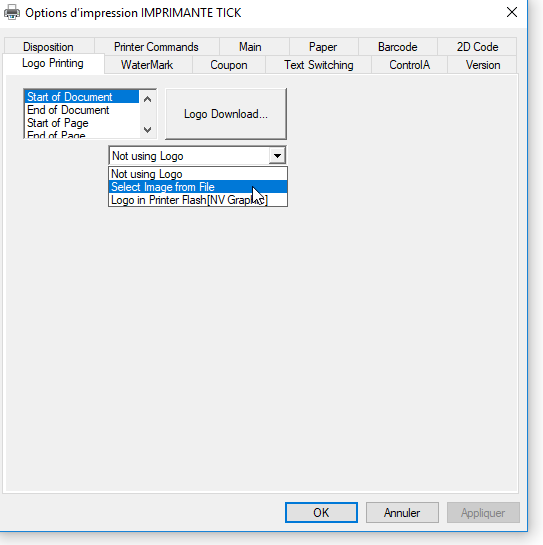 Options d'impression IMPRIMANTE TICK
Disposition Printer Commands Main Paper Barcode 2D Code
Logo Printing WaterMark Coupon Text Switching ControlA Version
Start of Document
End of Document
Start of Page
End of Page
Logo Download...
Not using Logo
Not using Logo
Select Image from File
Logo in Printer Flash[NV Graphic]
OK Annuler Appliquer